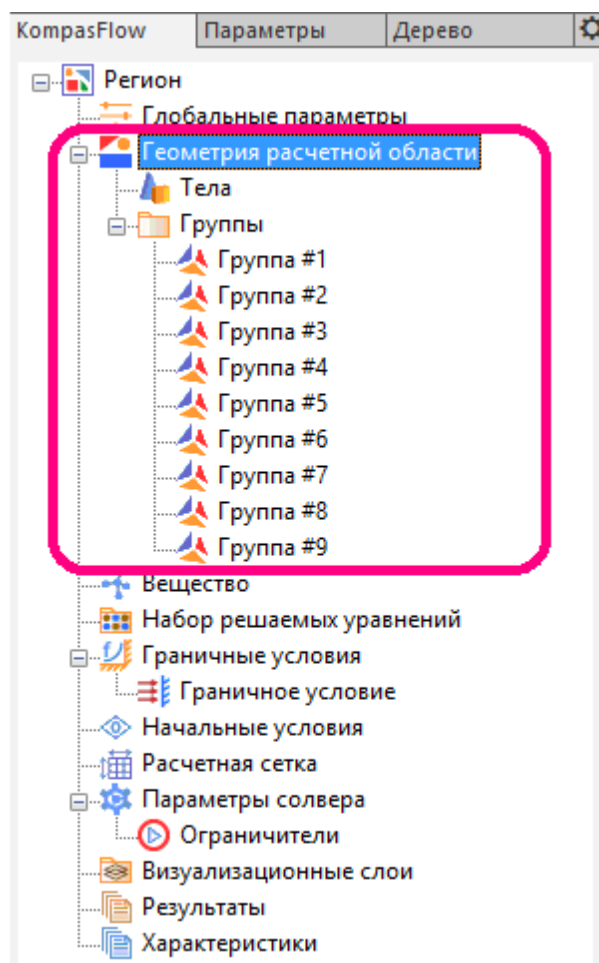 KompasFlow Параметры Дерево
Регион
Глобальные параметры
Геометрия расчетной области
Тела
Группы
Группа #1
Группа #2
Группа #3
Группа #4
Группа #5
Группа #6
Группа #7
Группа #8
Группа #9
Вещество
Набор решаемых уравнений
Граничные условия
Граничное условие
Начальные условия
Расчетная сетка
Параметры солвера
Ограничители
Визуализационные слои
Результаты
Характеристики